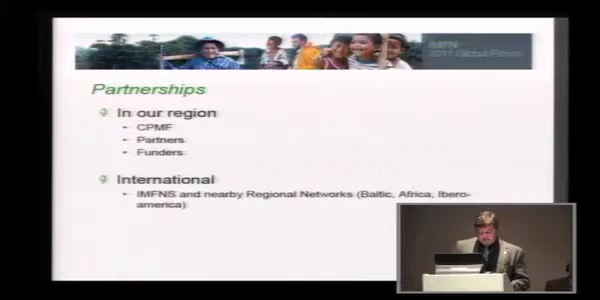 IMFN
2011 Global Forum
Partnerships
In our region
CPMF
Partners
Funders
International
IMFNS and nearby Regional Networks (Baltic, Africa, Ibero-
america)